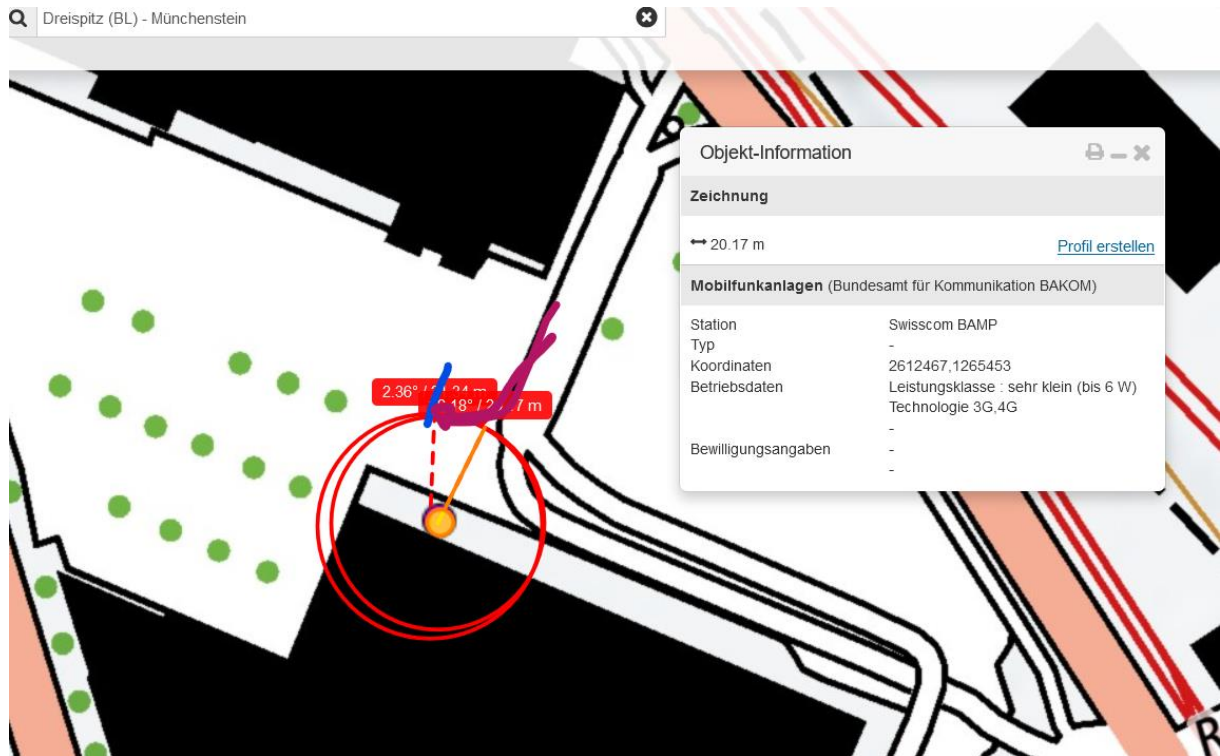 Dreispitz (BL) - Münchenstein
Objekt-Information
Zeichnung
20.17 m Profil erstellen
Mobilfunkanlagen (Bundesamt für Kommunikation BAKOM)
Station Swisscom BAMP
Typ -
Koordinaten 2612467,1265453
Betriebsdaten Leistungsklasse : sehr klein (bis 6 W)
Technologie 3G,4G
-
Bewilligungsangaben -
-
2.36° /
m
7 m
R